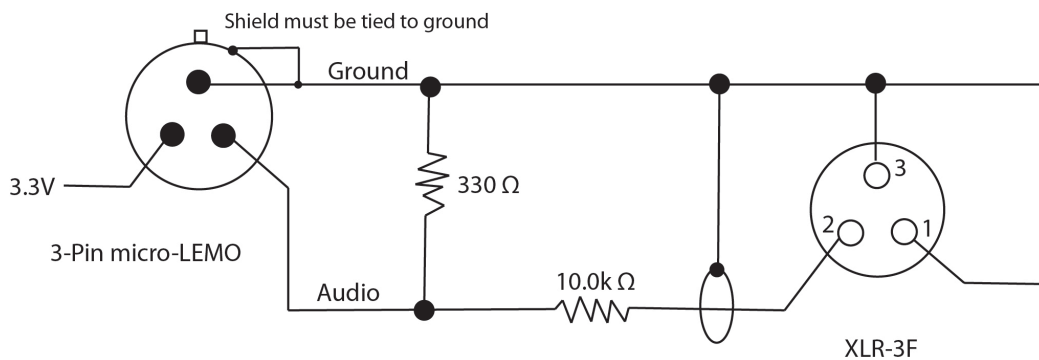 Shield must be tied to ground
Ground
3
3.3V
330 Ω
2
1
3-Pin micro-LEMO
10.0k Ω
Audio
XLR-3F